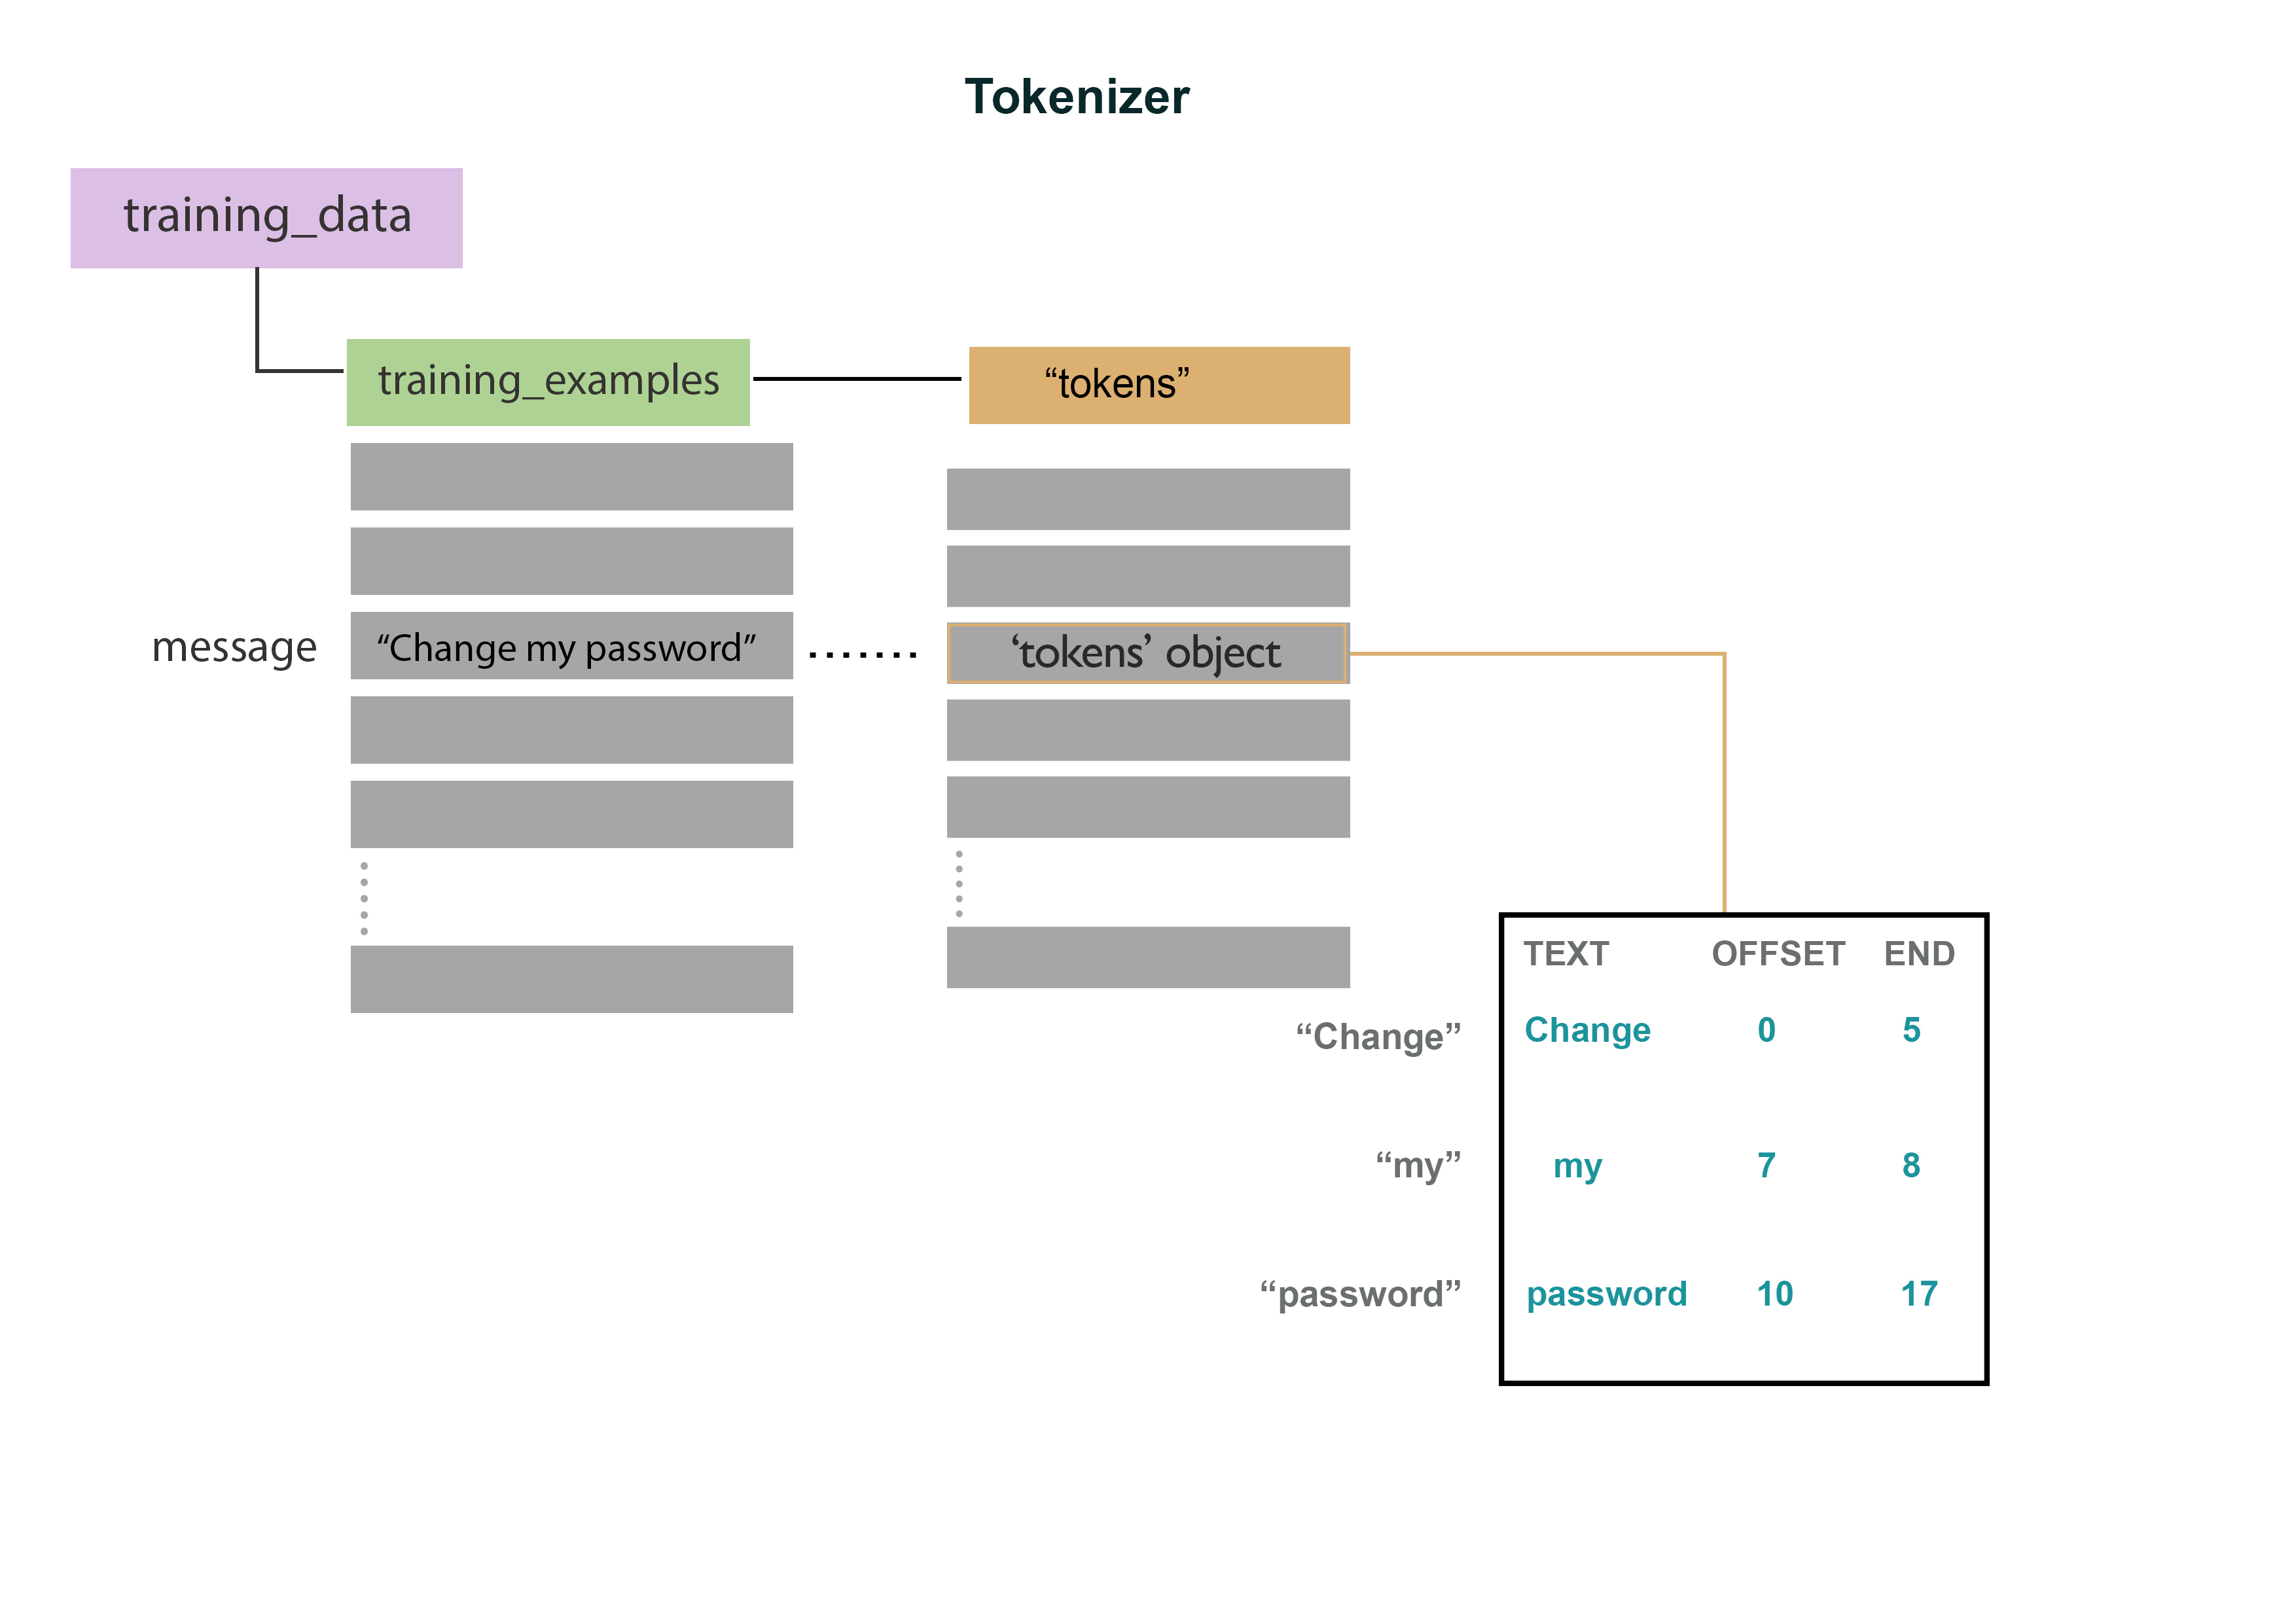 Tokenizer
training_data
training_examples
“tokens”
message
“Change my password”
‘tokens’ object
TEXT OFFSET END
“Change” Change 0 5
“my” my 7 8
“password” password 10 17